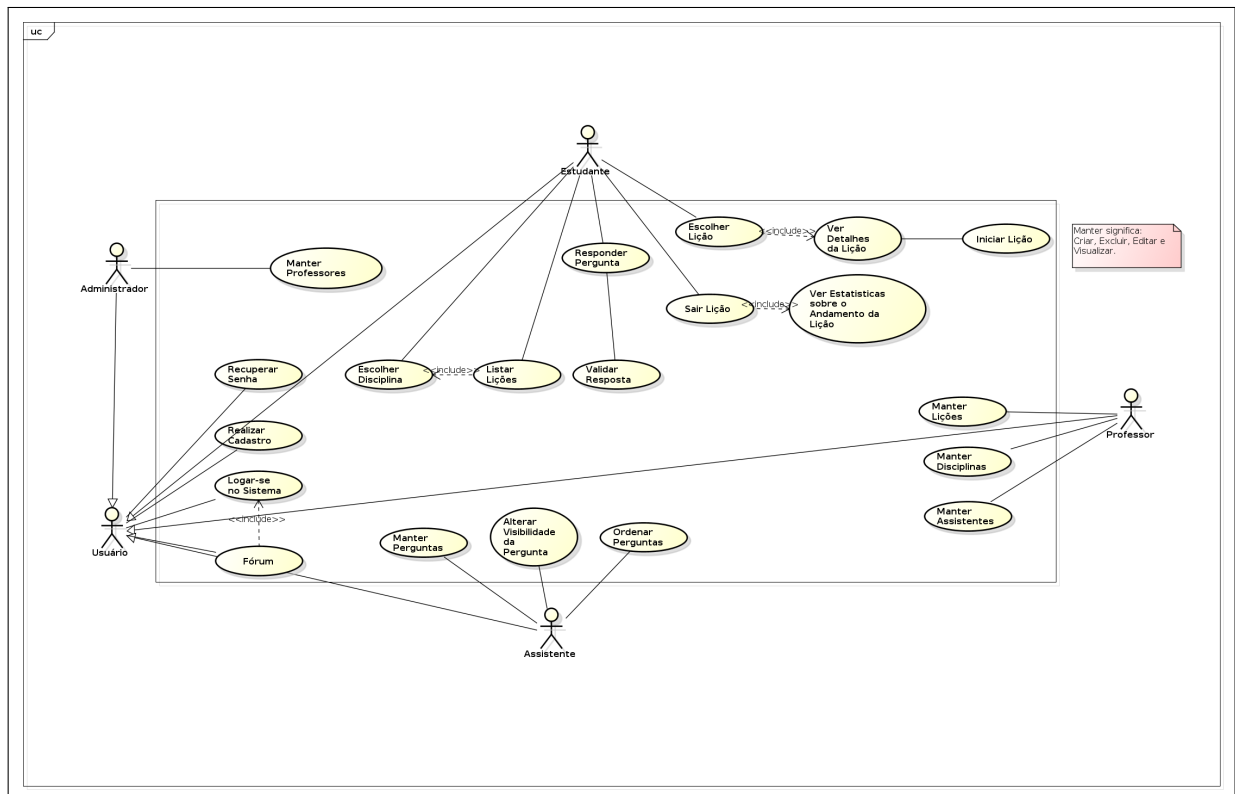 uc
Estudante
Escolher
Lição
<<include>>
Ver
Detalhes
da Lição
Iniciar Lição
Manter significa:
Criar, Excluir, Editar e
Visualizar.
Administrador
Manter
Professores
Responder
Pergunta
Sair Lição
<<include>>
Ver Estatisticas
sobre o
Andamento da
Lição
Recuperar
Senha
Escolher
Disciplina
<<include>>
Listar
Lições
Validar
Resposta
Manter
Lições
Professor
Realizar
Cadastro
Manter
Disciplinas
Logar-se
no Sistema
Manter
Assistentes
<<include>>
Usuário
Fórum
Manter
Perguntas
Alterar
Visibilidade
da
Pergunta
Ordenar
Perguntas
Assistente